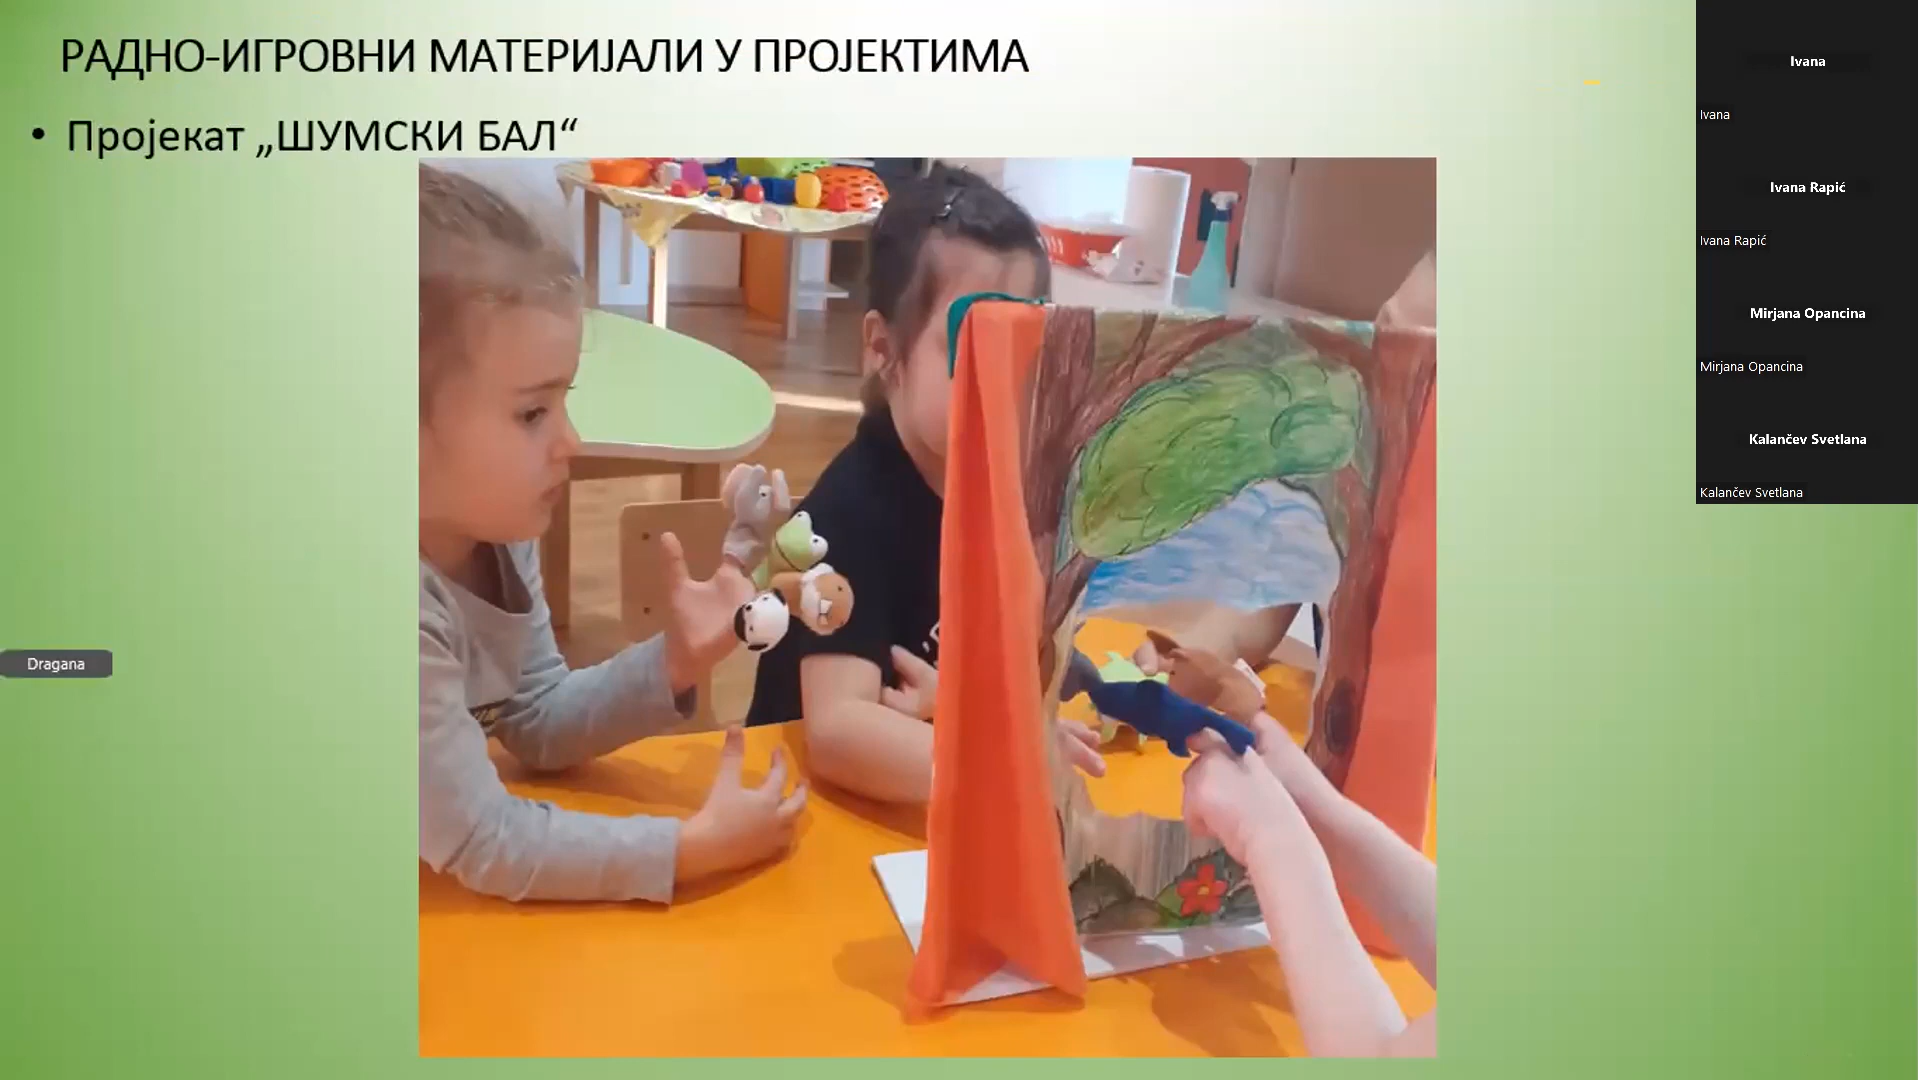 РАДНО-ИГРОВНИ МАТЕРИЈАЛИ У ПРОЈЕКТИМА
• Пројекат „ШУМСКИ БАЛ“
Dragana
Ivana
Ivana
Ivana Rapić
Ivana Rapić
Mirjana Opancina
Mirjana Opancina
Kalančev Svetlana
Kalančev Svetlana